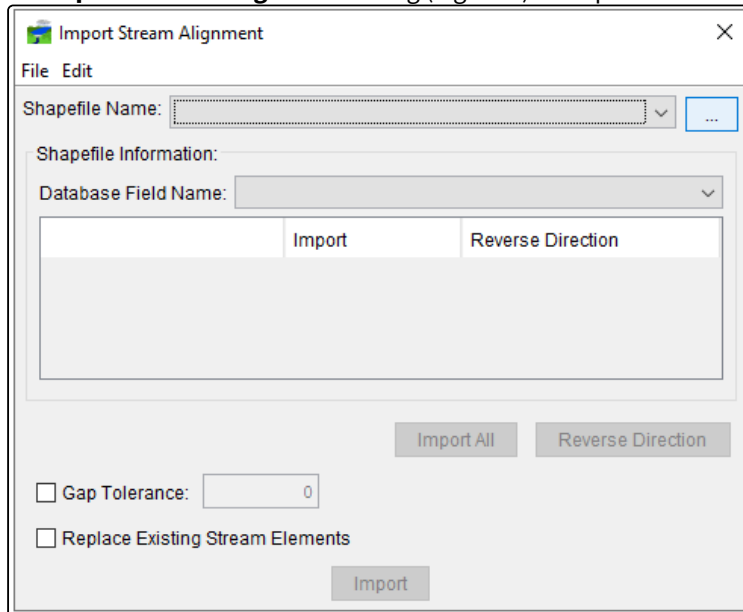 Import Stream Alignment
File Edit
Shapefile Name:
...
Shapefile Information:
Database Field Name:
Import Reverse Direction
Import All Reverse Direction
Gap Tolerance: 0
Replace Existing Stream Elements
Import